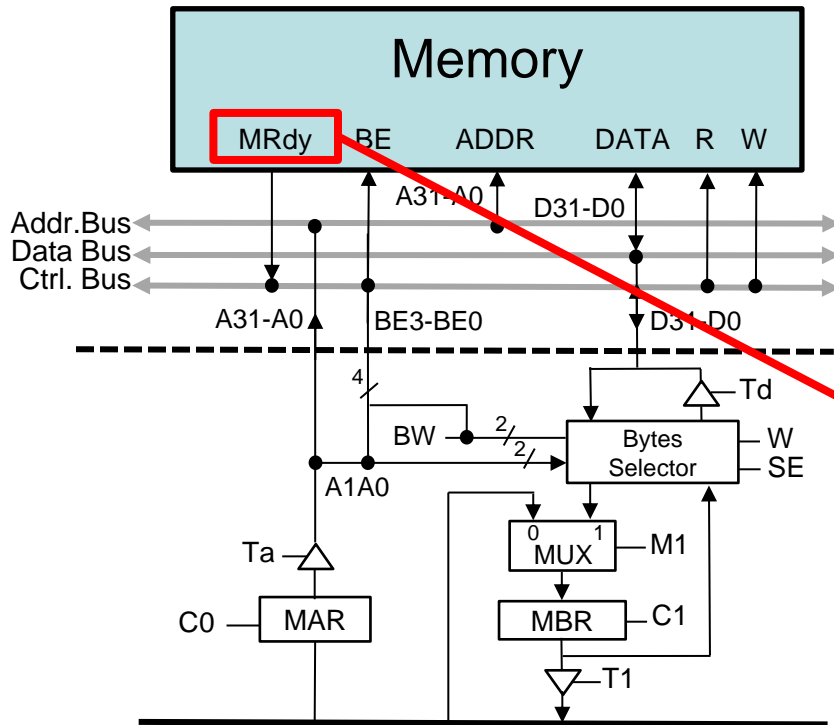 Memory
MRdy BE ADDR DATA R W
A31-A0 D31-D0
Addr.Bus
Data Bus
Ctrl. Bus
A31-A0 BE3-BE0 D31-D0
4
Td
BW 2 Bytes W
2 Selector SE
A1A0
0 1
Ta MUX M1
C0 MAR MBR C1
T1